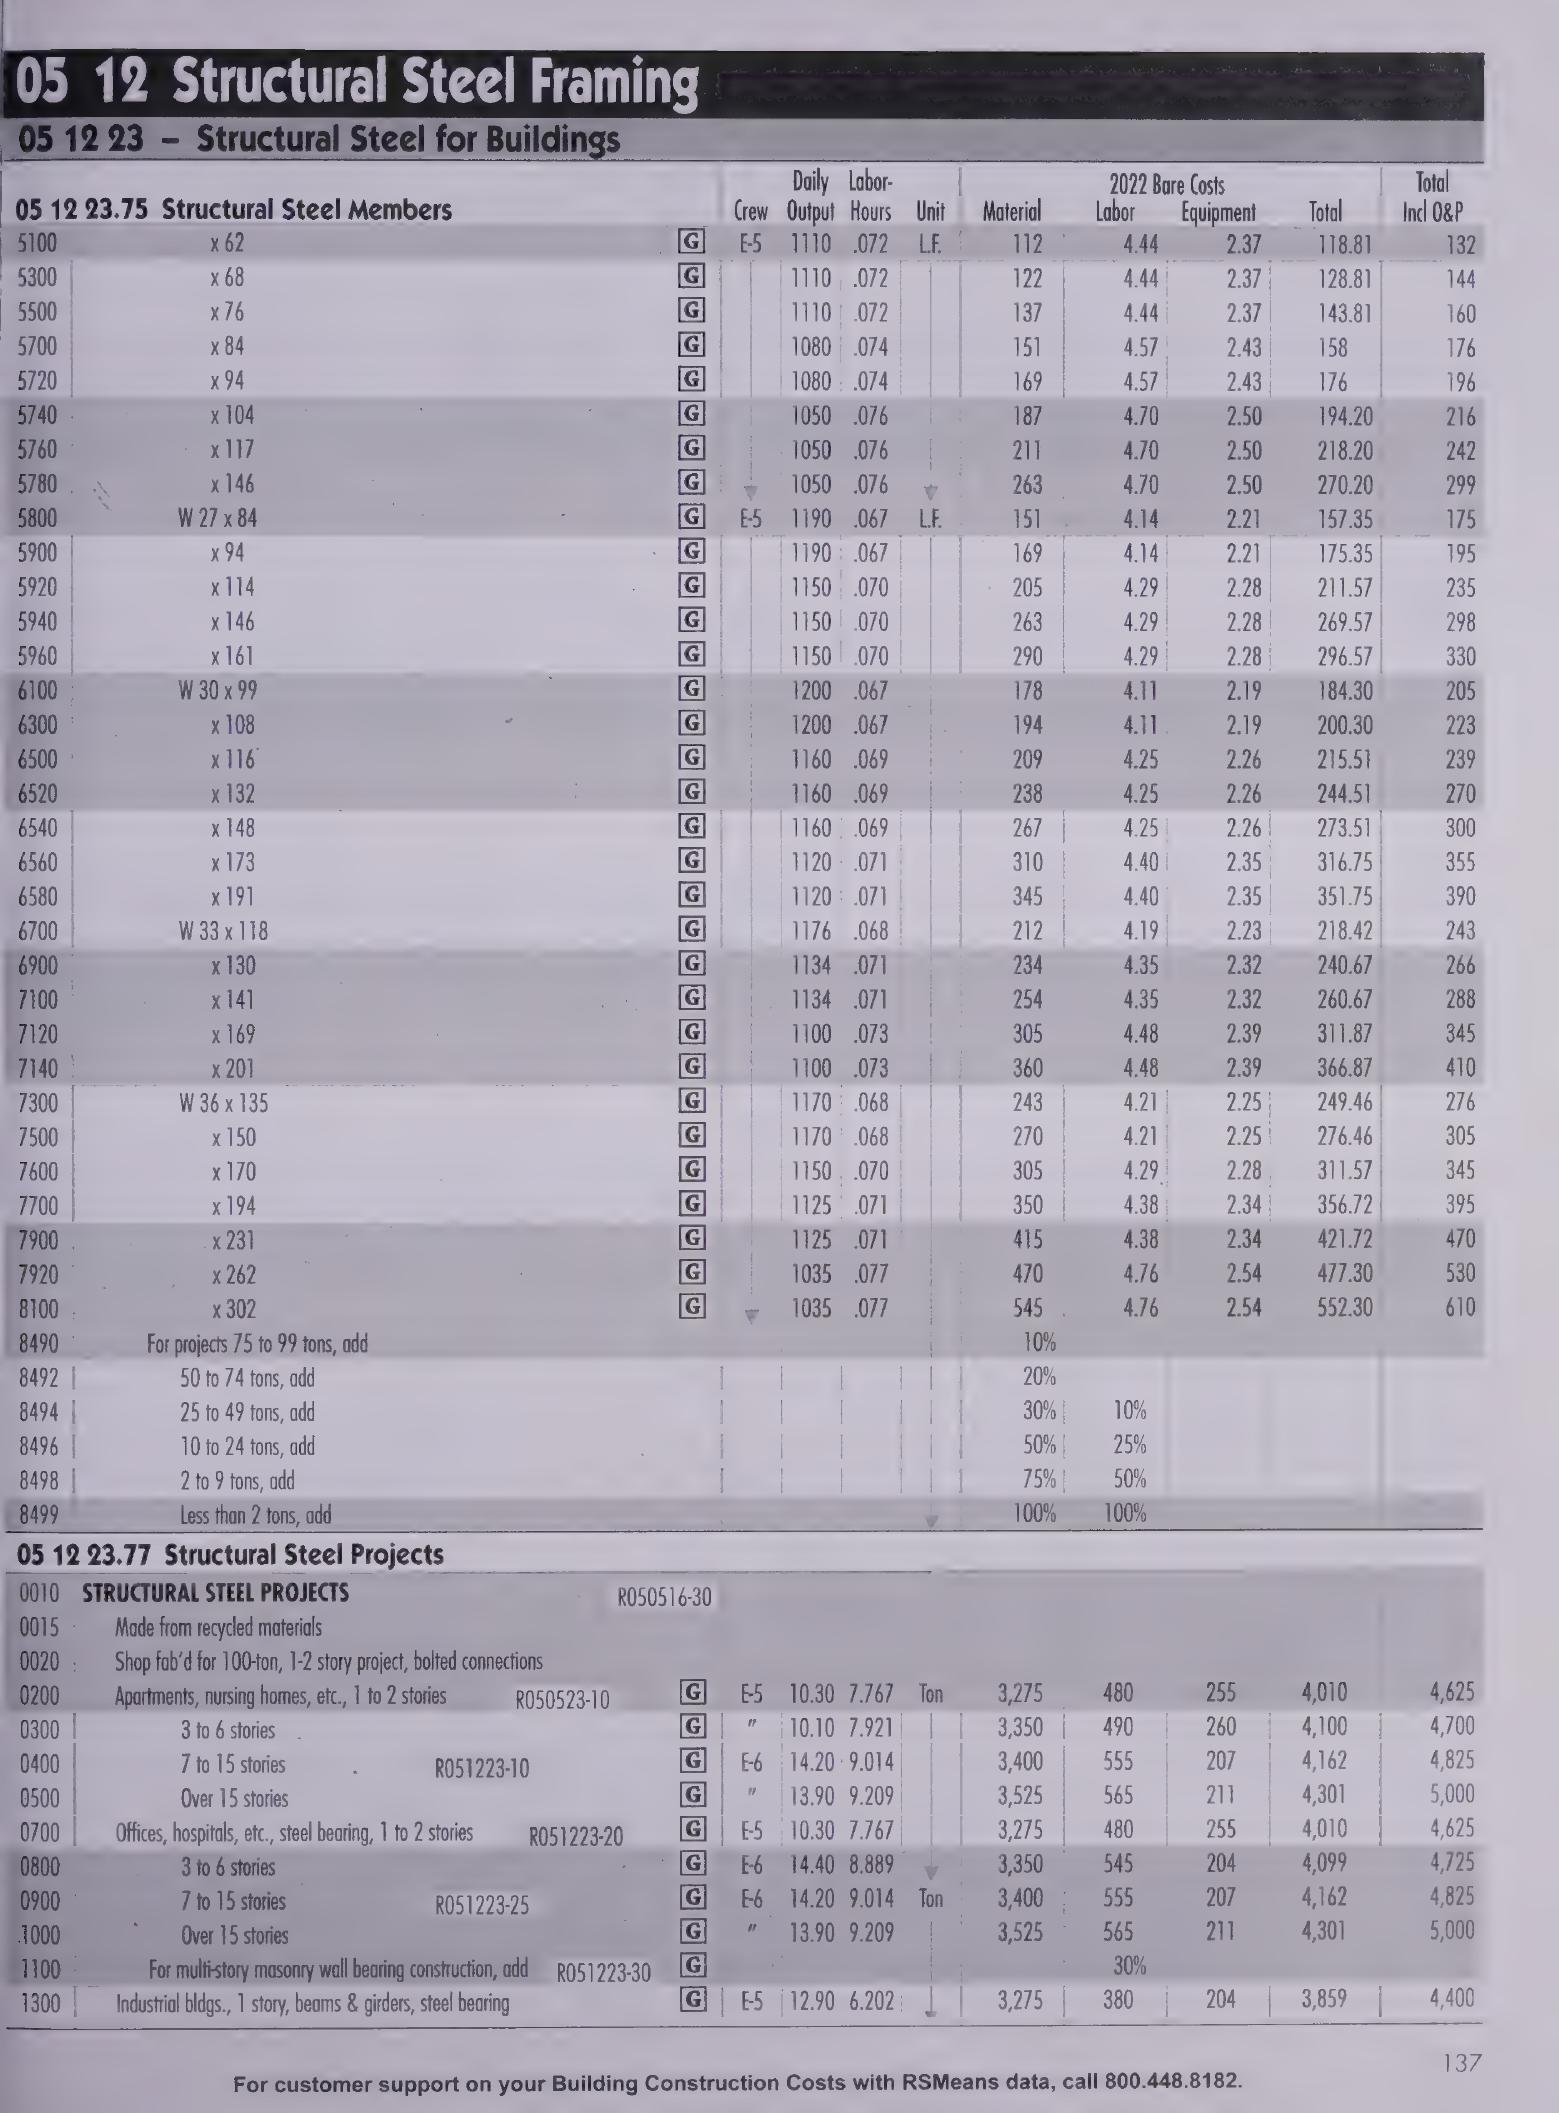 05 12 Structural Steel Framing
05 12 23 – Structural Steel for Buildings
Daily Labor- 2022 Bare Costs Total
05 12 23.75 Structural Steel Members Crew Output Hours Unit Material Labor Equipment Total Incl O&P
5100 x 62 G E-5 1110 .072 L.F. 112 4.44 2.37 118.81 132
5300 x 68 G 1110 .072 122 4.44 2.37 128.81 144
5500 x 76 G 1110 .072 137 4.44 2.37 143.81 160
5700 x 84 G 1080 .074 151 4.57 2.43 158 176
5720 x 94 G 1080 .074 169 4.57 2.43 176 196
5740 x 104 G 1050 .076 187 4.70 2.50 194.20 216
5760 x 117 G 1050 .076 211 4.70 2.50 218.20 242
5780 x 146 G 1050 .076 263 4.70 2.50 270.20 299
5800 W 27 x 84 G E-5 1190 .067 L.F. 151 4.14 2.21 157.35 175
5900 x 94 G 1190 .067 169 4.14 2.21 175.35 195
5920 x 114 G 1150 .070 205 4.29 2.28 211.57 235
5940 x 146 G 1150 .070 263 4.29 2.28 269.57 298
5960 x 161 G 1150 .070 290 4.29 2.28 296.57 330
6100 W 30 x 99 G 1200 .067 178 4.11 2.19 184.30 205
6300 x 108 G 1200 .067 194 4.11 2.19 200.30 223
6500 x 116 G 1160 .069 209 4.25 2.26 215.51 239
6520 x 132 G 1160 .069 238 4.25 2.26 244.51 270
6540 x 148 G 1160 .069 267 4.25 2.26 273.51 300
6560 x 173 G 1120 .071 310 4.40 2.35 316.75 355
6580 x 191 G 1120 .071 345 4.40 2.35 351.75 390
6700 W 33 x 118 G 1176 .068 212 4.19 2.23 218.42 243
6900 x 130 G 1134 .071 234 4.35 2.32 240.67 266
7100 x 141 G 1134 .071 254 4.35 2.32 260.67 288
7120 x 169 G 1100 .073 305 4.48 2.39 311.87 345
7140 x 201 G 1100 .073 360 4.48 2.39 366.87 410
7300 W 36 x 135 G 1170 .068 243 4.21 2.25 249.46 276
7500 x 150 G 1170 .068 270 4.21 2.25 276.46 305
7600 x 170 G 1150 .070 305 4.29 2.28 311.57 345
7700 x 194 G 1125 .071 350 4.38 2.34 356.72 395
7900 x 231 G 1125 .071 415 4.38 2.34 421.72 470
7920 x 262 G 1035 .077 470 4.76 2.54 477.30 530
8100 x 302 G 1035 .077 545 4.76 2.54 552.30 610
8490 For projects 75 to 99 tons, add 10%
8492 50 to 74 tons, add 20%
8494 25 to 49 tons, add 30% 10%
8496 10 to 24 tons, add 50% 25%
8498 2 to 9 tons, add 75% 50%
8499 Less than 2 tons, add 100% 100%
05 12 23.77 Structural Steel Projects
0010 STRUCTURAL STEEL PROJECTS R050516-30
0015 Made from recycled materials
0020 Shop fab'd for 100-ton, 1-2 story project, bolted connections
0200 Apartments, nursing homes, etc., 1 to 2 stories R050523-10 G E-5 10.30 7.767 Ton 3,275 480 255 4,010 4,625
0300 3 to 6 stories G " 10.10 7.921 3,350 490 260 4,100 4,700
0400 7 to 15 stories R051223-10 G E-6 14.20 9.014 3,400 555 207 4,162 4,825
0500 Over 15 stories G " 13.90 9.209 3,525 565 211 4,301 5,000
0700 Offices, hospitals, etc., steel bearing, 1 to 2 stories R051223-20 G E-5 10.30 7.767 3,275 480 255 4,010 4,625
0800 3 to 6 stories G E-6 14.40 8.889 3,350 545 204 4,099 4,725
0900 7 to 15 stories R051223-25 G E-6 14.20 9.014 Ton 3,400 555 207 4,162 4,825
1000 Over 15 stories G " 13.90 9.209 3,525 565 211 4,301 5,000
1100 For multi-story masonry wall bearing construction, add R051223-30 G 30%
1300 Industrial bldgs., 1 story, beams & girders, steel bearing G E-5 12.90 6.202 3,275 380 204 3,859 4,400
137
For customer support on your Building Construction Costs with RSMeans data, call 800.448.8182.